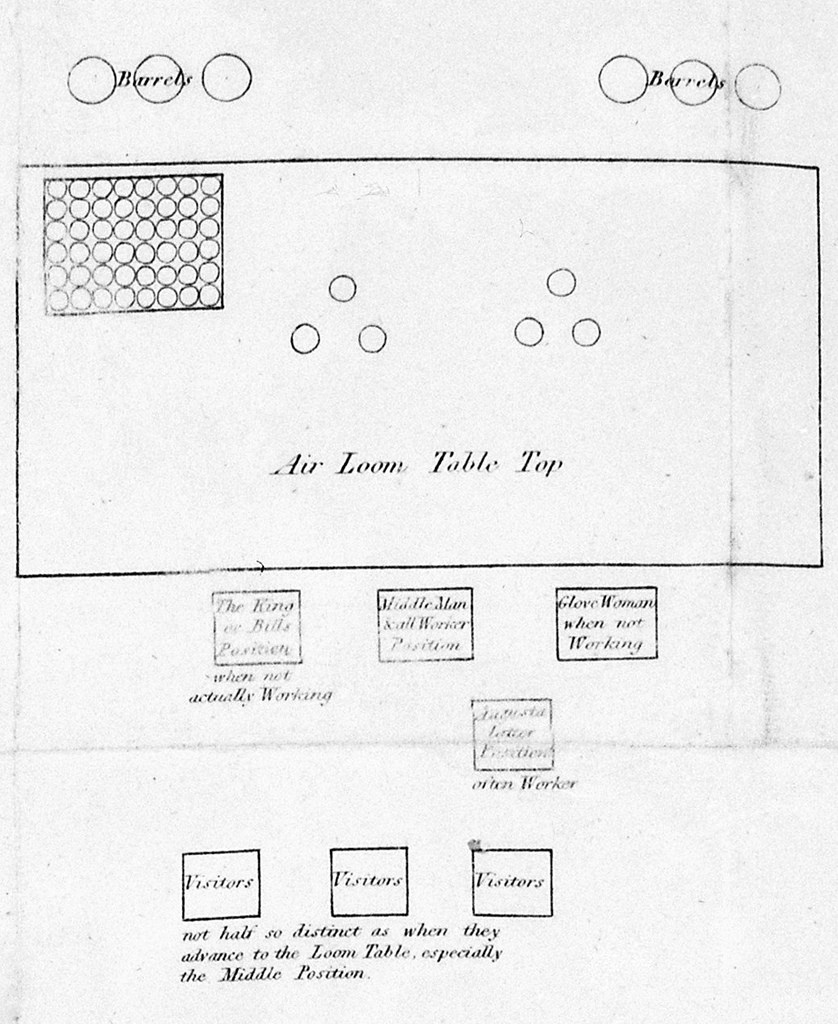 Barrels
Barrels
Air Loom Table Top
The King
or Bills
Position
when not
actually Working
Middle Man
& all Worker
Position
Glove Woman
when not
Working
Augusta
Position
often Worker
Visitors
Visitors
Visitors
not half so distinct as when they
advance to the Loom Table, especially
the Middle Position.